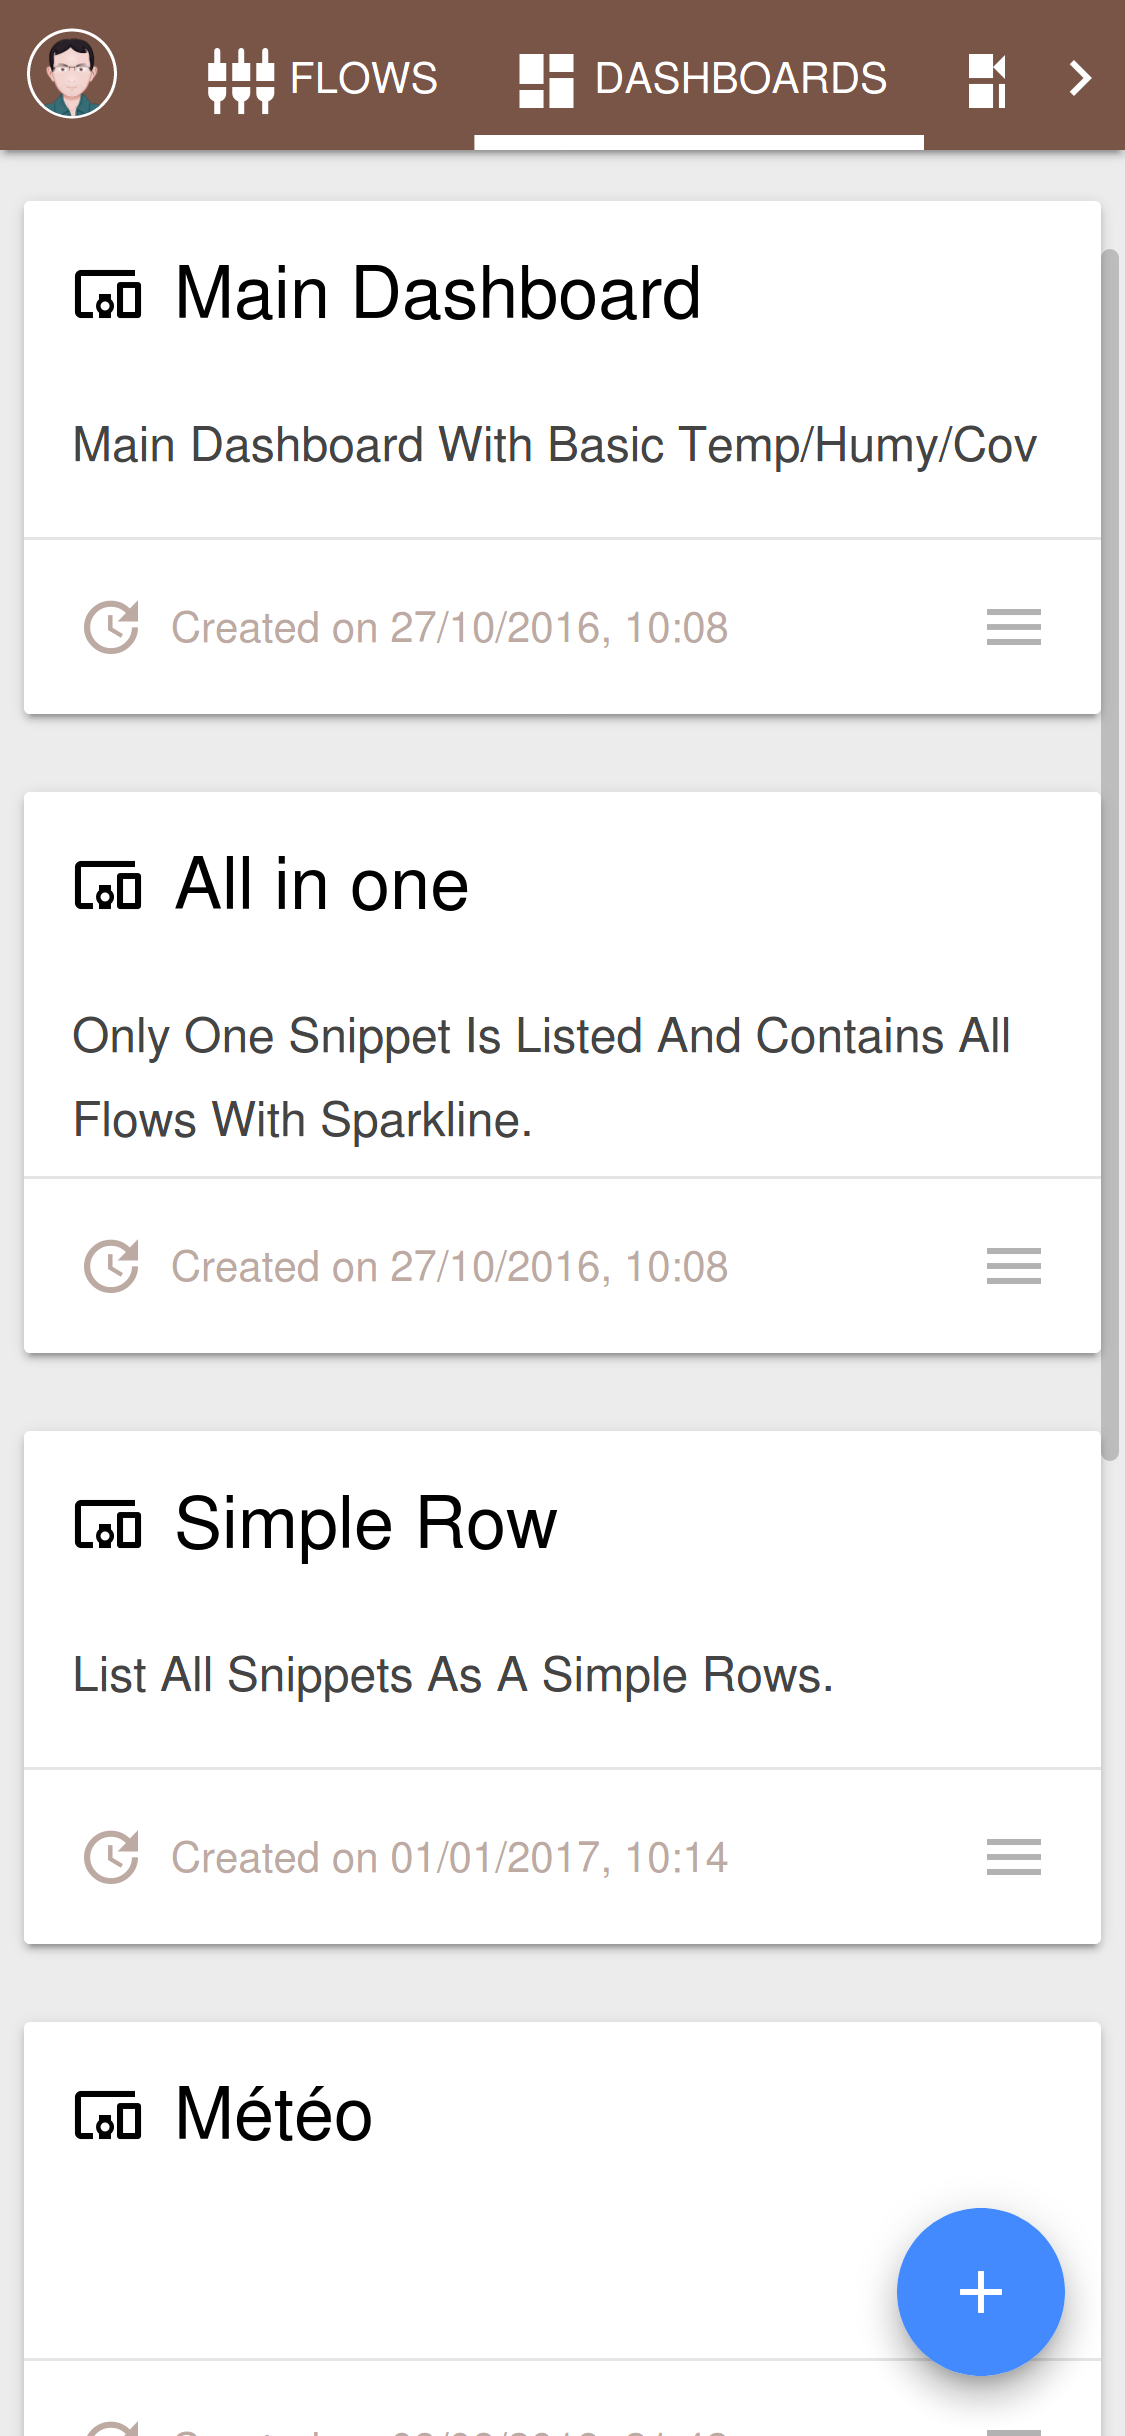 FLOWS DASHBOARDS
Main Dashboard
Main Dashboard With Basic Temp/Humy/Cov
Created on 27/10/2016, 10:08
All in one
Only One Snippet Is Listed And Contains All
Flows With Sparkline.
Created on 27/10/2016, 10:08
Simple Row
List All Snippets As A Simple Rows.
Created on 01/01/2017, 10:14
Météo